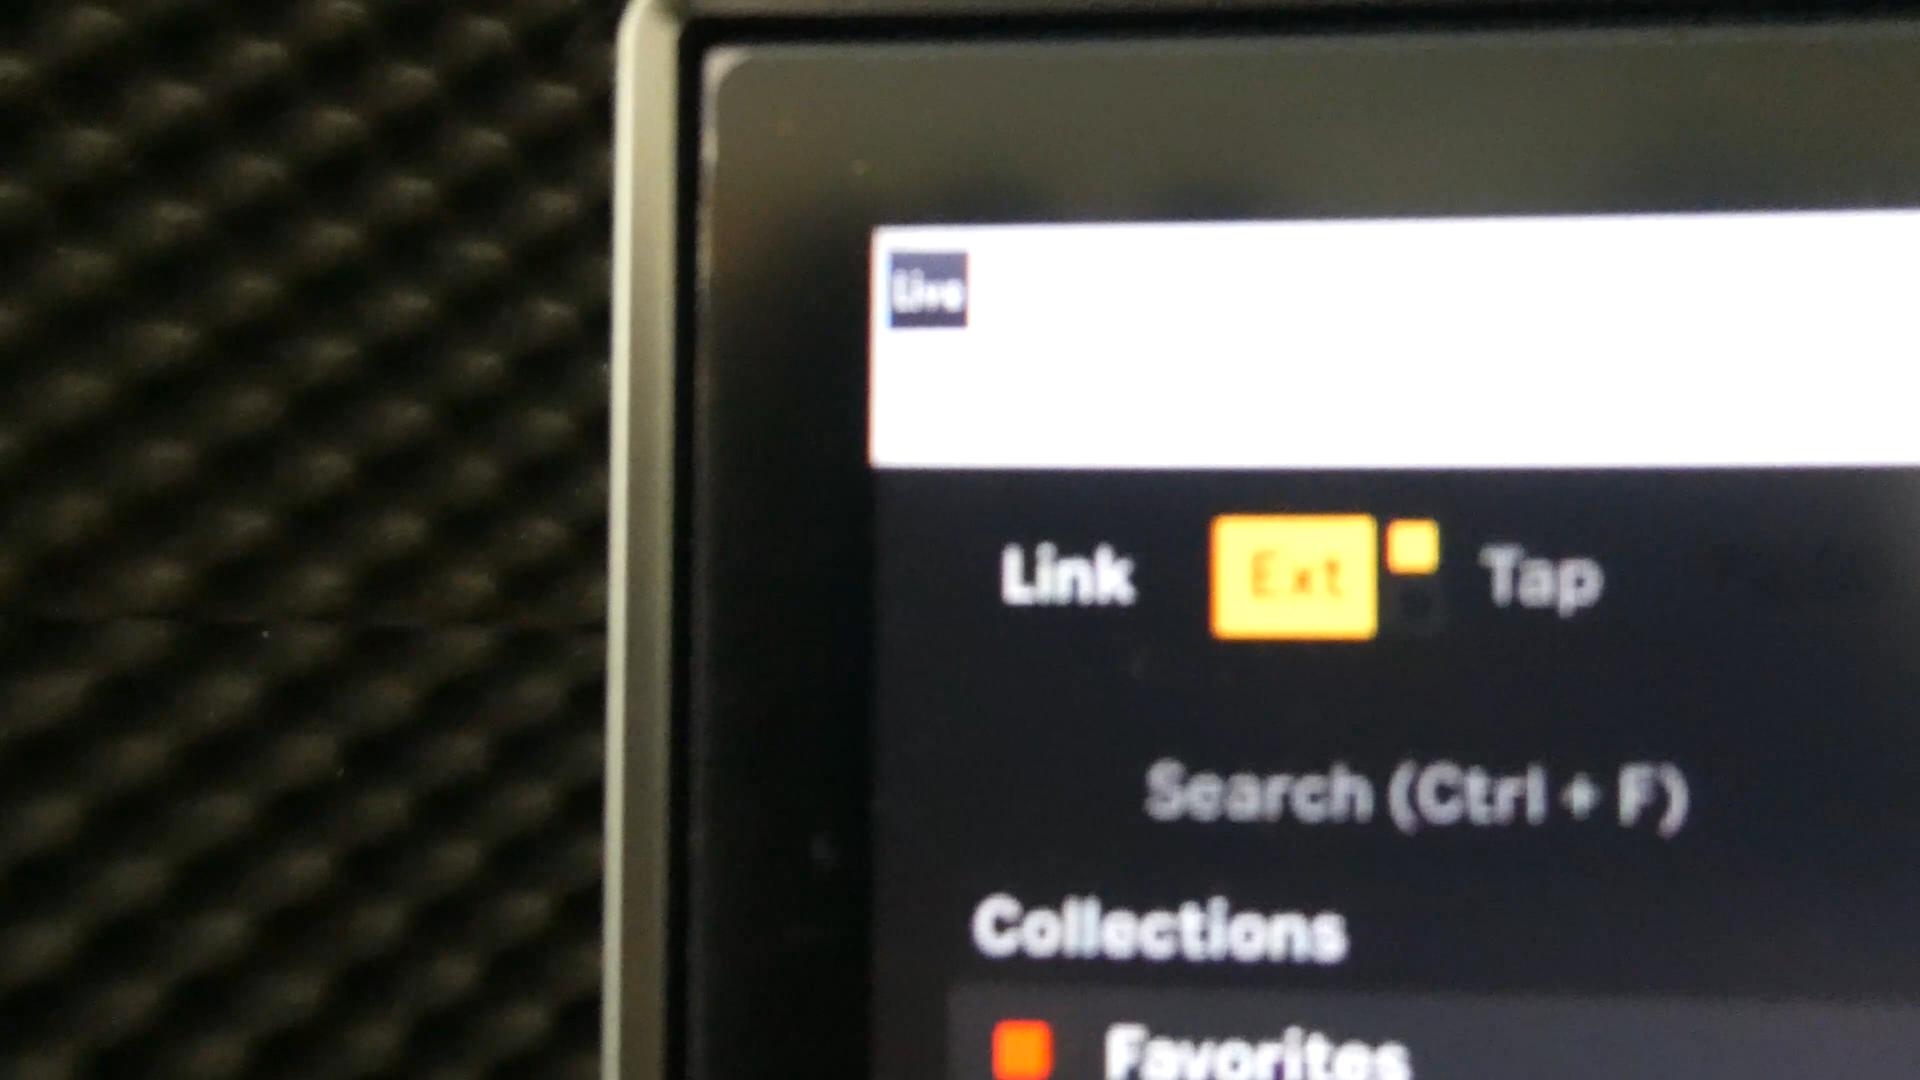 Live
Link Ext Tap
Search (Ctrl + F)
Collections
Favorites